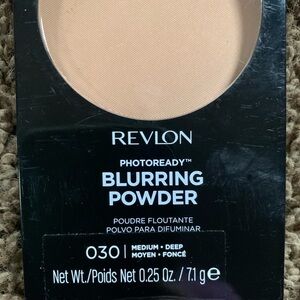 REVLON
PHOTOREADY™
BLURRING
POWDER
POUDRE FLOUTANTE
POLVO PARA DIFUMINAR
030 | MEDIUM • DEEP
MOYEN • FONCÉ
Net Wt./Poids Net 0.25 Oz. / 7.1 g ℮